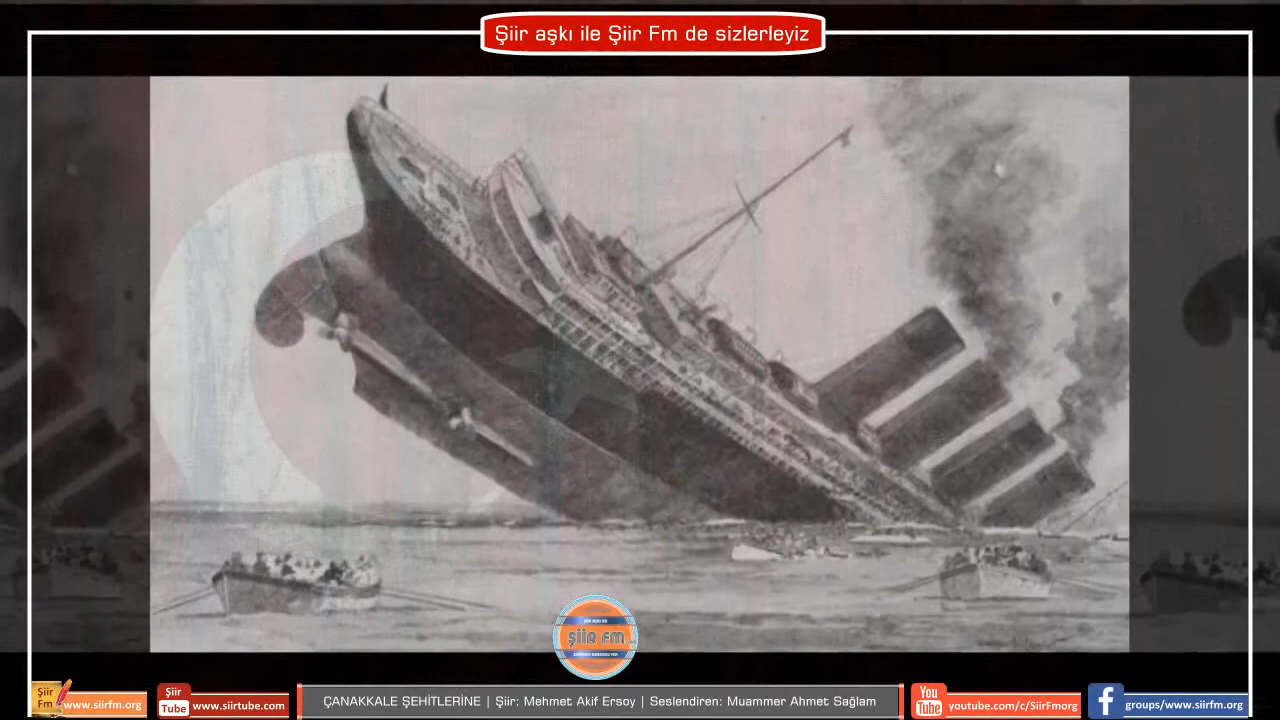 Şiir aşkı ile Şiir Fm de sizlerleyiz
ŞİİR FM
Şiir
Fm
www.siirfm.org
Şiir
Tube
www.siirtube.com
ÇANAKKALE ŞEHİTLERİNE | Şiir: Mehmet Akif Ersoy | Seslendiren: Muammer Ahmet Sağlam
You
Tube
youtube.com/c/SiirFmorg
f
groups/www.siirfm.org